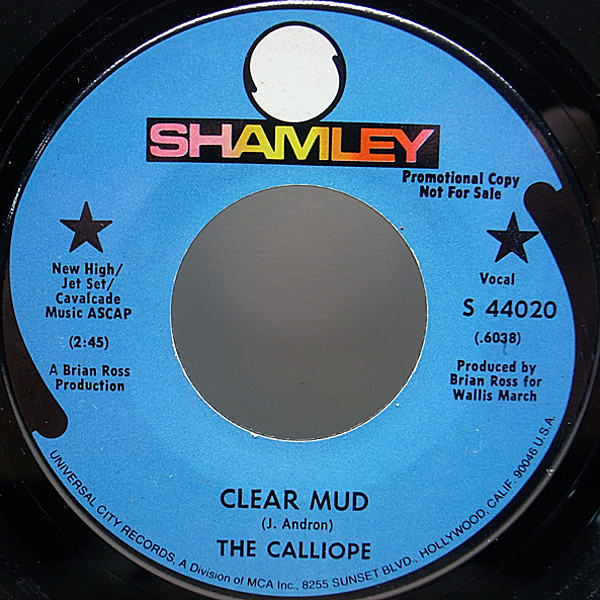 SHAMLEY
Promotional Copy
Not For Sale
New High/
Jet Set/
Cavalcade
Music ASCAP
(2:45)
A Brian Ross
Production
Vocal
S 44020
(.6038)
Produced by
Brian Ross for
Wallis March
CLEAR MUD
(J. Andron)
THE CALLIOPE
UNIVERSAL CITY RECORDS, A Division of MCA Inc., 8255 SUNSET BLVD., HOLLYWOOD, CALIF. 90046 U.S.A.